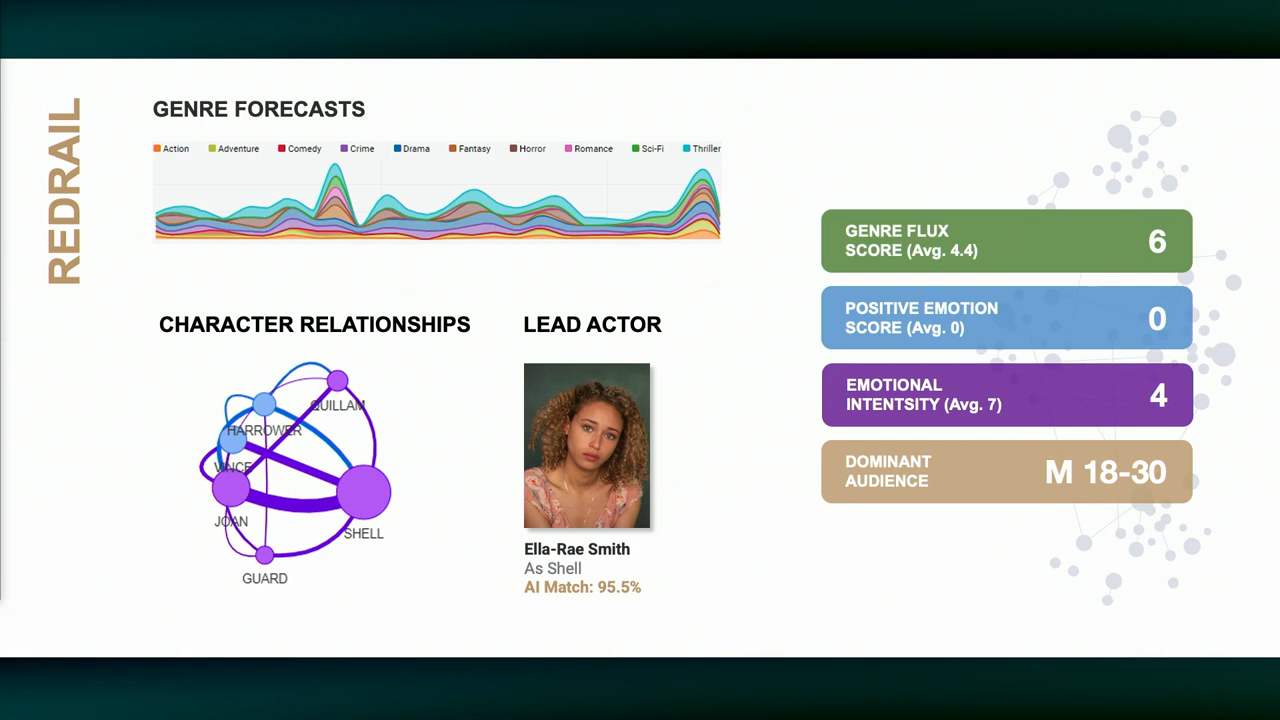 REDRAIL
GENRE FORECASTS
Action Adventure Comedy Crime Drama Fantasy Horror Romance Sci-Fi Thriller
CHARACTER RELATIONSHIPS
QUILLAM
HARROWER
VINCE
JOAN
SHELL
GUARD
LEAD ACTOR
Ella-Rae Smith
As Shell
AI Match: 95.5%
GENRE FLUX
SCORE (Avg. 4.4)
6
POSITIVE EMOTION
SCORE (Avg. 0)
0
EMOTIONAL
INTENTSITY (Avg. 7)
4
DOMINANT
AUDIENCE
M 18-30